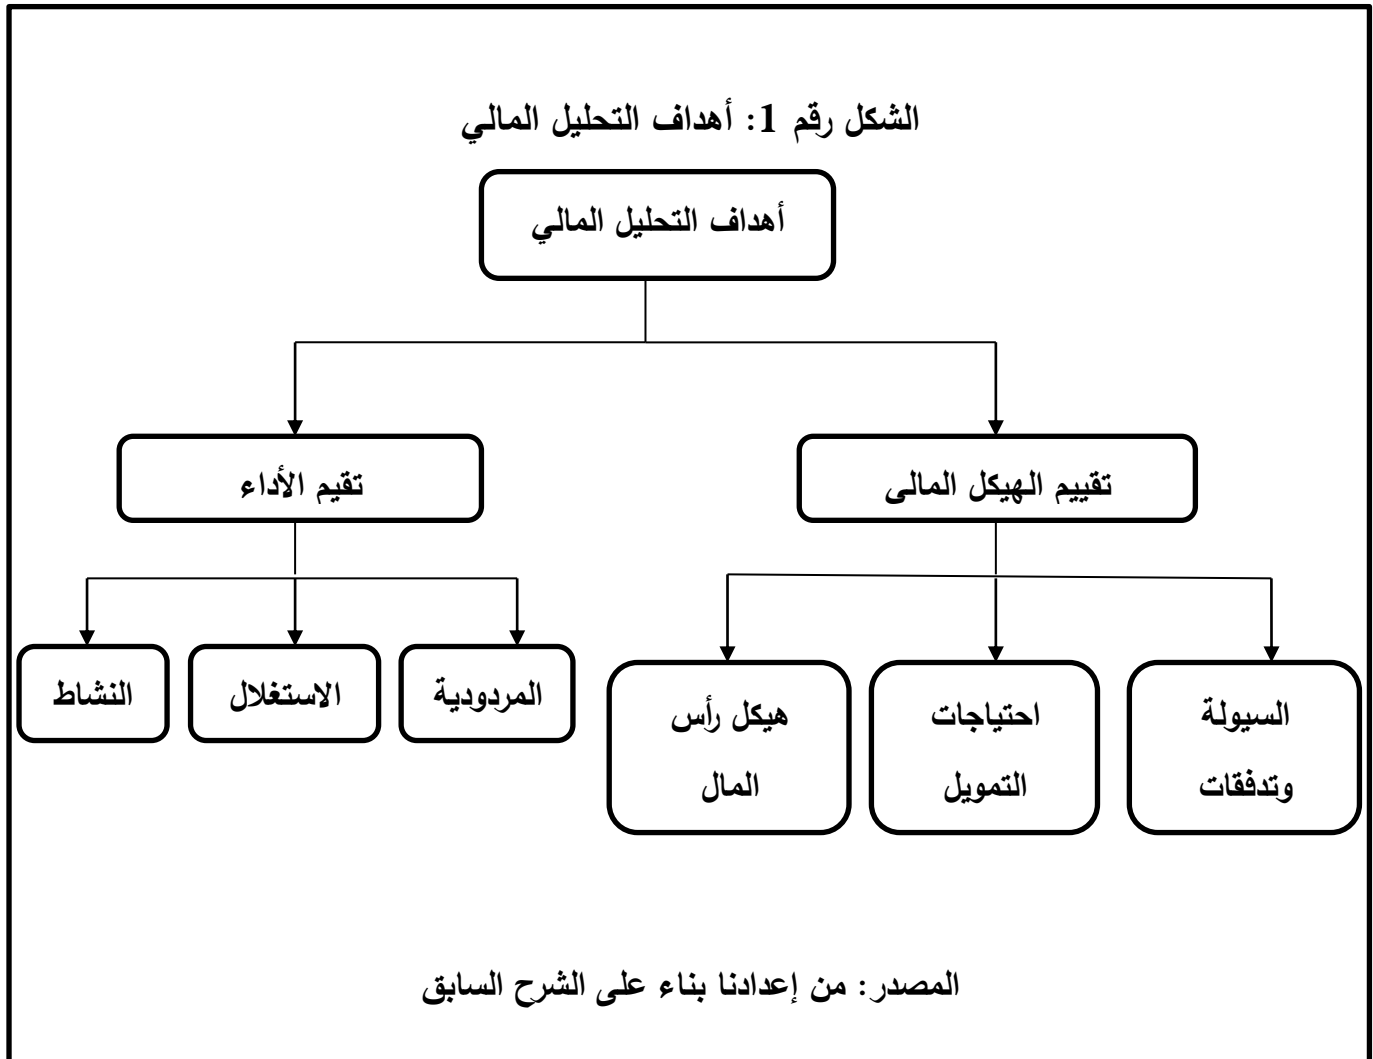 الشكل رقم 1: أهداف التحليل المالي
أهداف التحليل المالي
تقييم الهيكل المالى
تقيم الأداء
السيولة
وتدفقات
احتياجات
التمويل
هيكل رأس
المال
المردودية
الاستغلال
النشاط
المصدر: من إعدادنا بناء على الشرح السابق